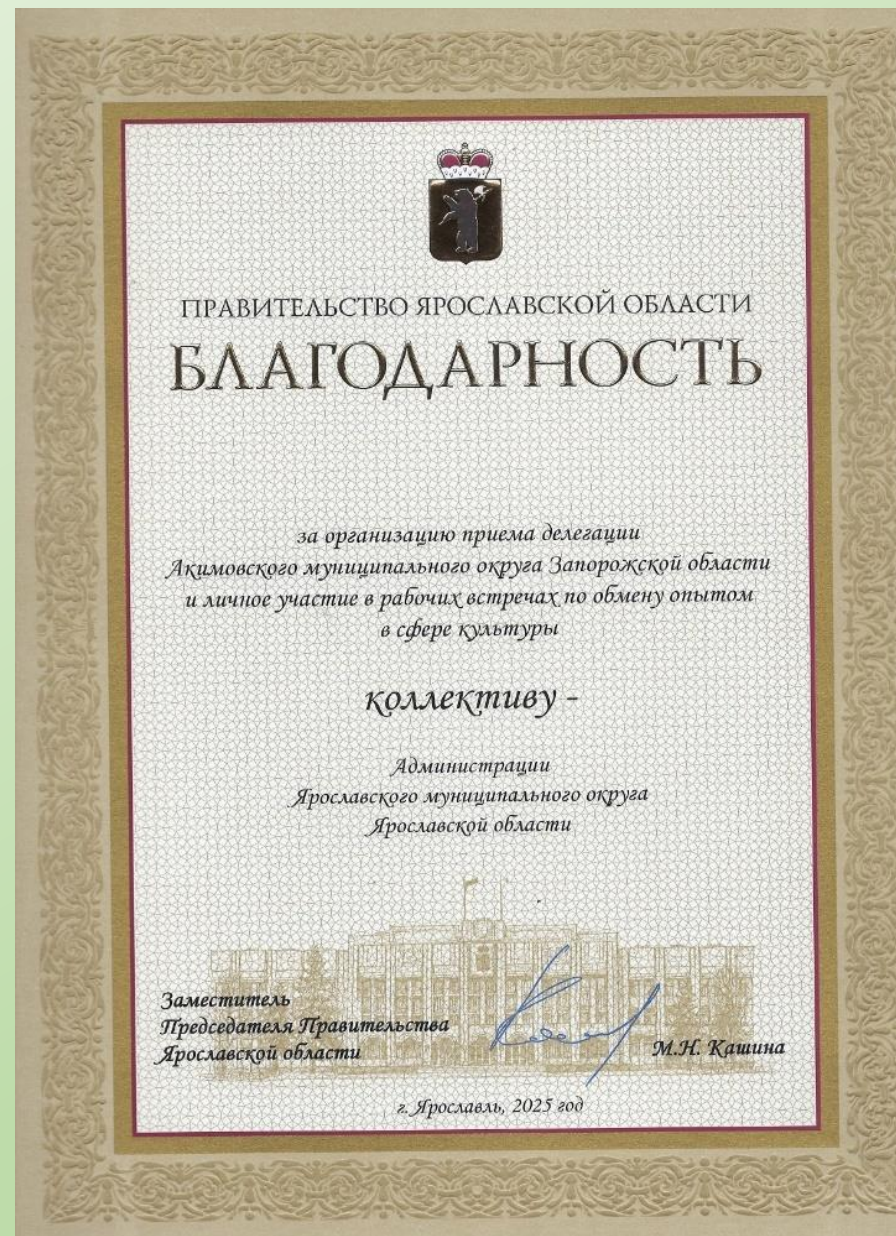 ПРАВИТЕЛЬСТВО ЯРОСЛАВСКОЙ ОБЛАСТИ
БЛАГОДАРНОСТЬ
за организацию приема делегации
Акимовского муниципального округа Запорожской области
и личное участие в рабочих встречах по обмену опытом
в сфере культуры
коллективу -
Администрации
Ярославского муниципального округа
Ярославской области
Заместитель
Председателя Правительства
Ярославской области
М.Н. Кашина
г. Ярославль, 2025 год